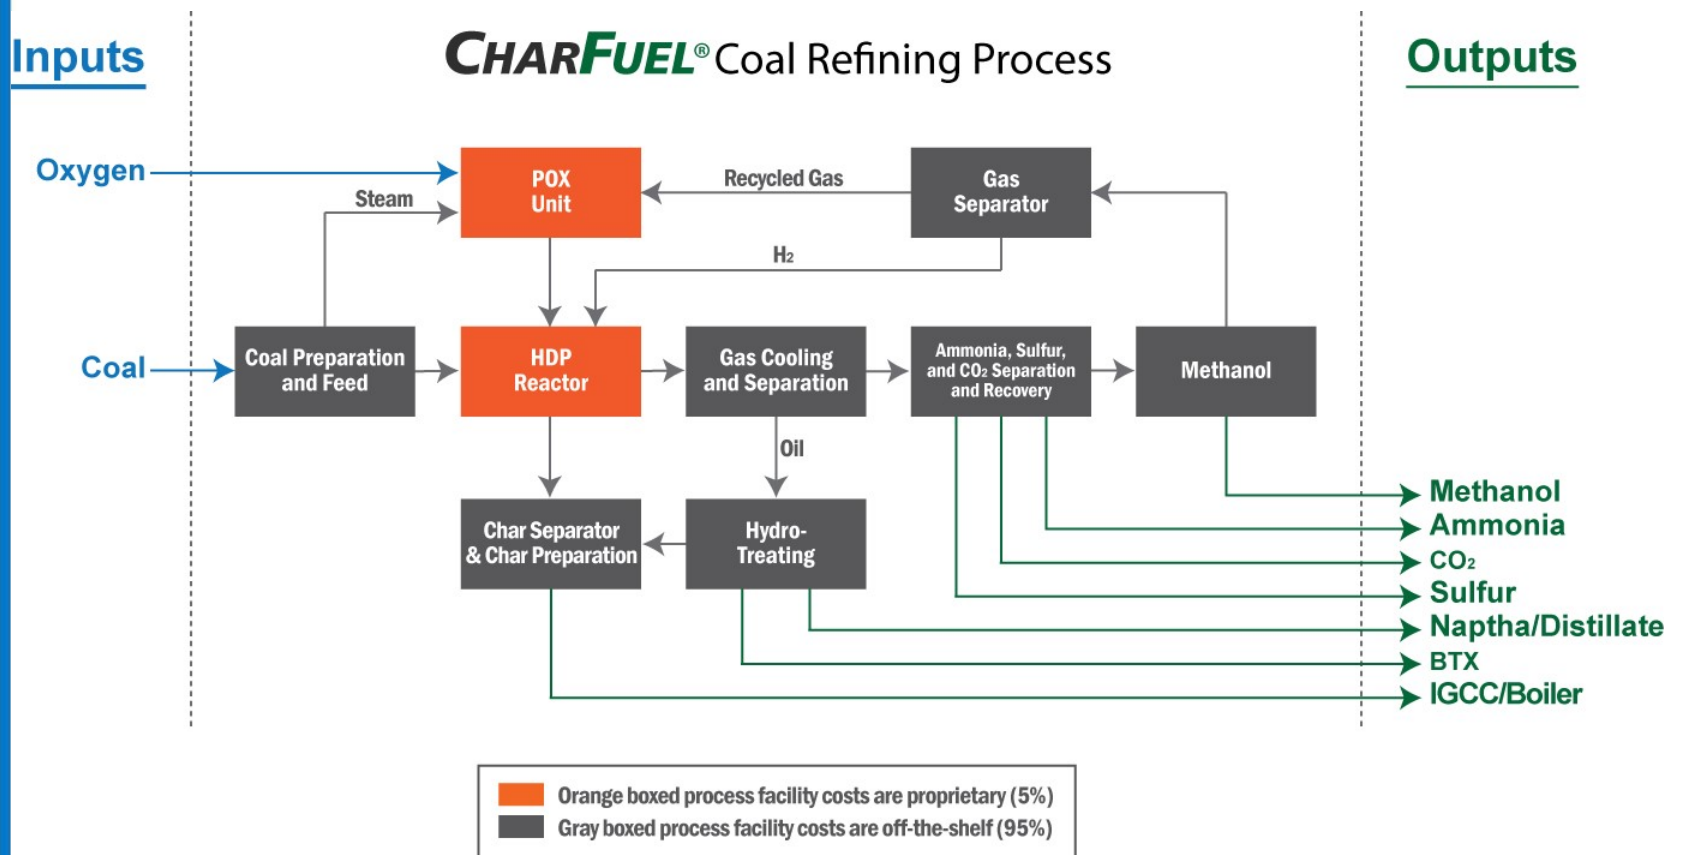 Inputs
CHARFUEL® Coal Refining Process
Outputs
Oxygen
Steam
POX
Unit
Recycled Gas
Gas
Separator
H₂
Coal
Coal Preparation
and Feed
HDP
Reactor
Gas Cooling
and Separation
Ammonia, Sulfur,
and CO₂ Separation
and Recovery
Methanol
Oil
Char Separator
& Char Preparation
Hydro-
Treating
Methanol
Ammonia
CO₂
Sulfur
Naptha/Distillate
BTX
IGCC/Boiler
Orange boxed process facility costs are proprietary (5%)
Gray boxed process facility costs are off-the-shelf (95%)